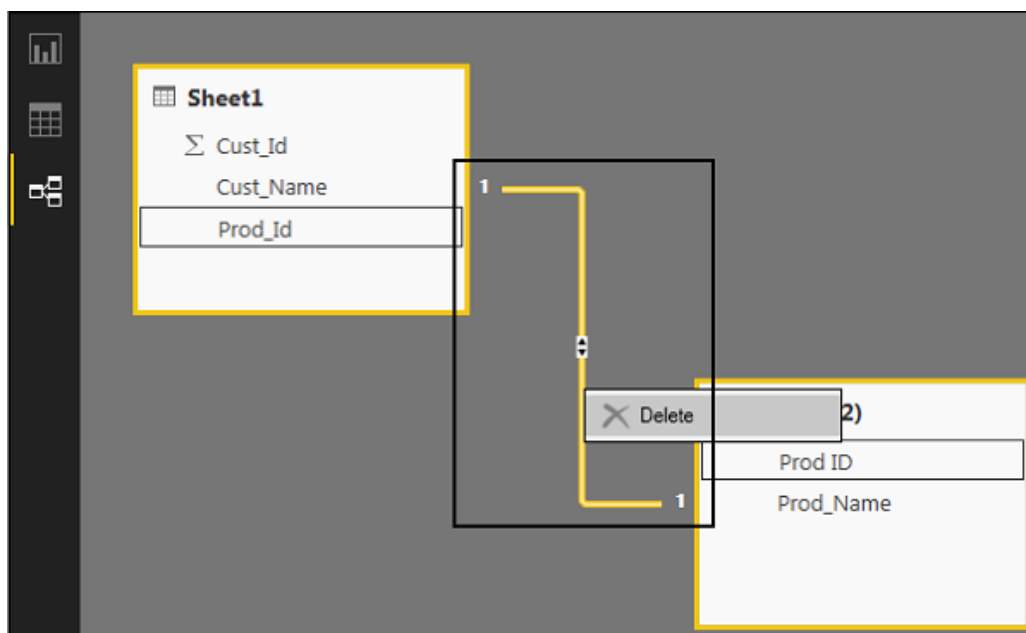 Sheet1
Σ Cust_Id
Cust_Name
1
Prod_Id
Delete
2)
Prod ID
1
Prod_Name